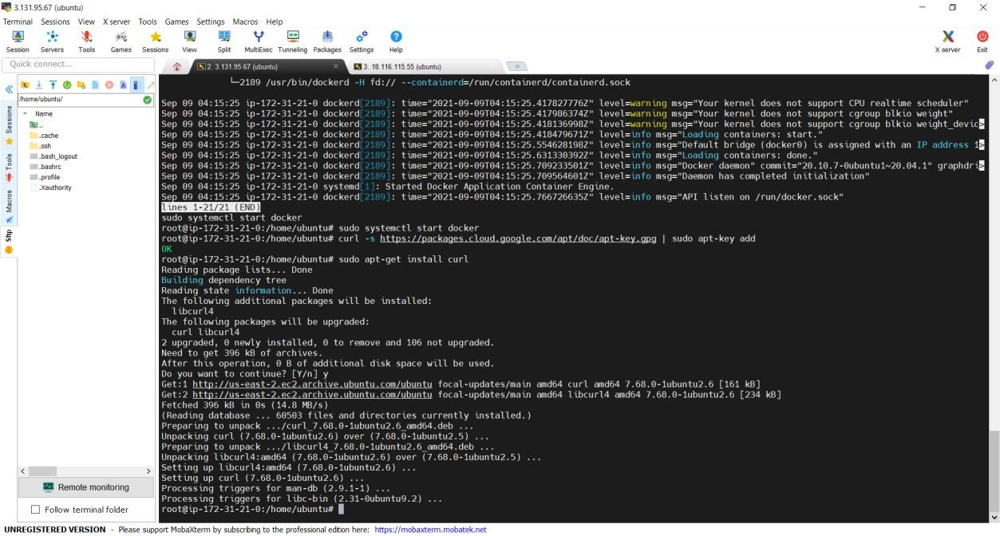 3.131.95.67 (ubuntu)
Terminal Sessions View X server Tools Games Settings Macros Help
Session Servers Tools Games Sessions View Split MultiExec Tunneling Packages Settings Help X server Exit
Quick connect...
2. 3.131.95.67 (ubuntu)
3. 18.116.115.55 (ubuntu)
/home/ubuntu/
Name
..
.cache
.ssh
.bash_logout
.bashrc
.profile
.Xauthority
Sessions
Tools
Macros
Sftp
Remote monitoring
Follow terminal folder
└─2189 /usr/bin/dockerd -H fd:// --containerd=/run/containerd/containerd.sock
Sep 09 04:15:25 ip-172-31-21-0 dockerd[2189]: time="2021-09-09T04:15:25.417827776Z" level=warning msg="Your kernel does not support CPU realtime scheduler"
Sep 09 04:15:25 ip-172-31-21-0 dockerd[2189]: time="2021-09-09T04:15:25.417986374Z" level=warning msg="Your kernel does not support cgroup blkio weight"
Sep 09 04:15:25 ip-172-31-21-0 dockerd[2189]: time="2021-09-09T04:15:25.418136998Z" level=warning msg="Your kernel does not support cgroup blkio weight_devic>
Sep 09 04:15:25 ip-172-31-21-0 dockerd[2189]: time="2021-09-09T04:15:25.418479671Z" level=info msg="Loading containers: start."
Sep 09 04:15:25 ip-172-31-21-0 dockerd[2189]: time="2021-09-09T04:15:25.554628198Z" level=info msg="Default bridge (docker0) is assigned with an IP address 1>
Sep 09 04:15:25 ip-172-31-21-0 dockerd[2189]: time="2021-09-09T04:15:25.631330392Z" level=info msg="Loading containers: done."
Sep 09 04:15:25 ip-172-31-21-0 dockerd[2189]: time="2021-09-09T04:15:25.709233501Z" level=info msg="Docker daemon" commit="20.10.7-0ubuntu1~20.04.1" graphdri>
Sep 09 04:15:25 ip-172-31-21-0 dockerd[2189]: time="2021-09-09T04:15:25.709564601Z" level=info msg="Daemon has completed initialization"
Sep 09 04:15:25 ip-172-31-21-0 systemd[1]: Started Docker Application Container Engine.
Sep 09 04:15:25 ip-172-31-21-0 dockerd[2189]: time="2021-09-09T04:15:25.766726635Z" level=info msg="API listen on /run/docker.sock"
lines 1-21/21 (END)
sudo systemctl start docker
root@ip-172-31-21-0:/home/ubuntu# sudo systemctl start docker
root@ip-172-31-21-0:/home/ubuntu# curl -s https://packages.cloud.google.com/apt/doc/apt-key.gpg | sudo apt-key add
OK
root@ip-172-31-21-0:/home/ubuntu# sudo apt-get install curl
Reading package lists... Done
Building dependency tree
Reading state information... Done
The following additional packages will be installed:
libcurl4
The following packages will be upgraded:
curl libcurl4
2 upgraded, 0 newly installed, 0 to remove and 106 not upgraded.
Need to get 396 kB of archives.
After this operation, 0 B of additional disk space will be used.
Do you want to continue? [Y/n] y
Get:1 http://us-east-2.ec2.archive.ubuntu.com/ubuntu focal-updates/main amd64 curl amd64 7.68.0-1ubuntu2.6 [161 kB]
Get:2 http://us-east-2.ec2.archive.ubuntu.com/ubuntu focal-updates/main amd64 libcurl4 amd64 7.68.0-1ubuntu2.6 [234 kB]
Fetched 396 kB in 0s (14.8 MB/s)
(Reading database ... 60503 files and directories currently installed.)
Preparing to unpack .../curl_7.68.0-1ubuntu2.6_amd64.deb ...
Unpacking curl (7.68.0-1ubuntu2.6) over (7.68.0-1ubuntu2.5) ...
Preparing to unpack .../libcurl4_7.68.0-1ubuntu2.6_amd64.deb ...
Unpacking libcurl4:amd64 (7.68.0-1ubuntu2.6) over (7.68.0-1ubuntu2.5) ...
Setting up libcurl4:amd64 (7.68.0-1ubuntu2.6) ...
Setting up curl (7.68.0-1ubuntu2.6) ...
Processing triggers for man-db (2.9.1-1) ...
Processing triggers for libc-bin (2.31-0ubuntu9.2) ...
root@ip-172-31-21-0:/home/ubuntu#
UNREGISTERED VERSION - Please support MobaXterm by subscribing to the professional edition here: https://mobaxterm.mobatek.net